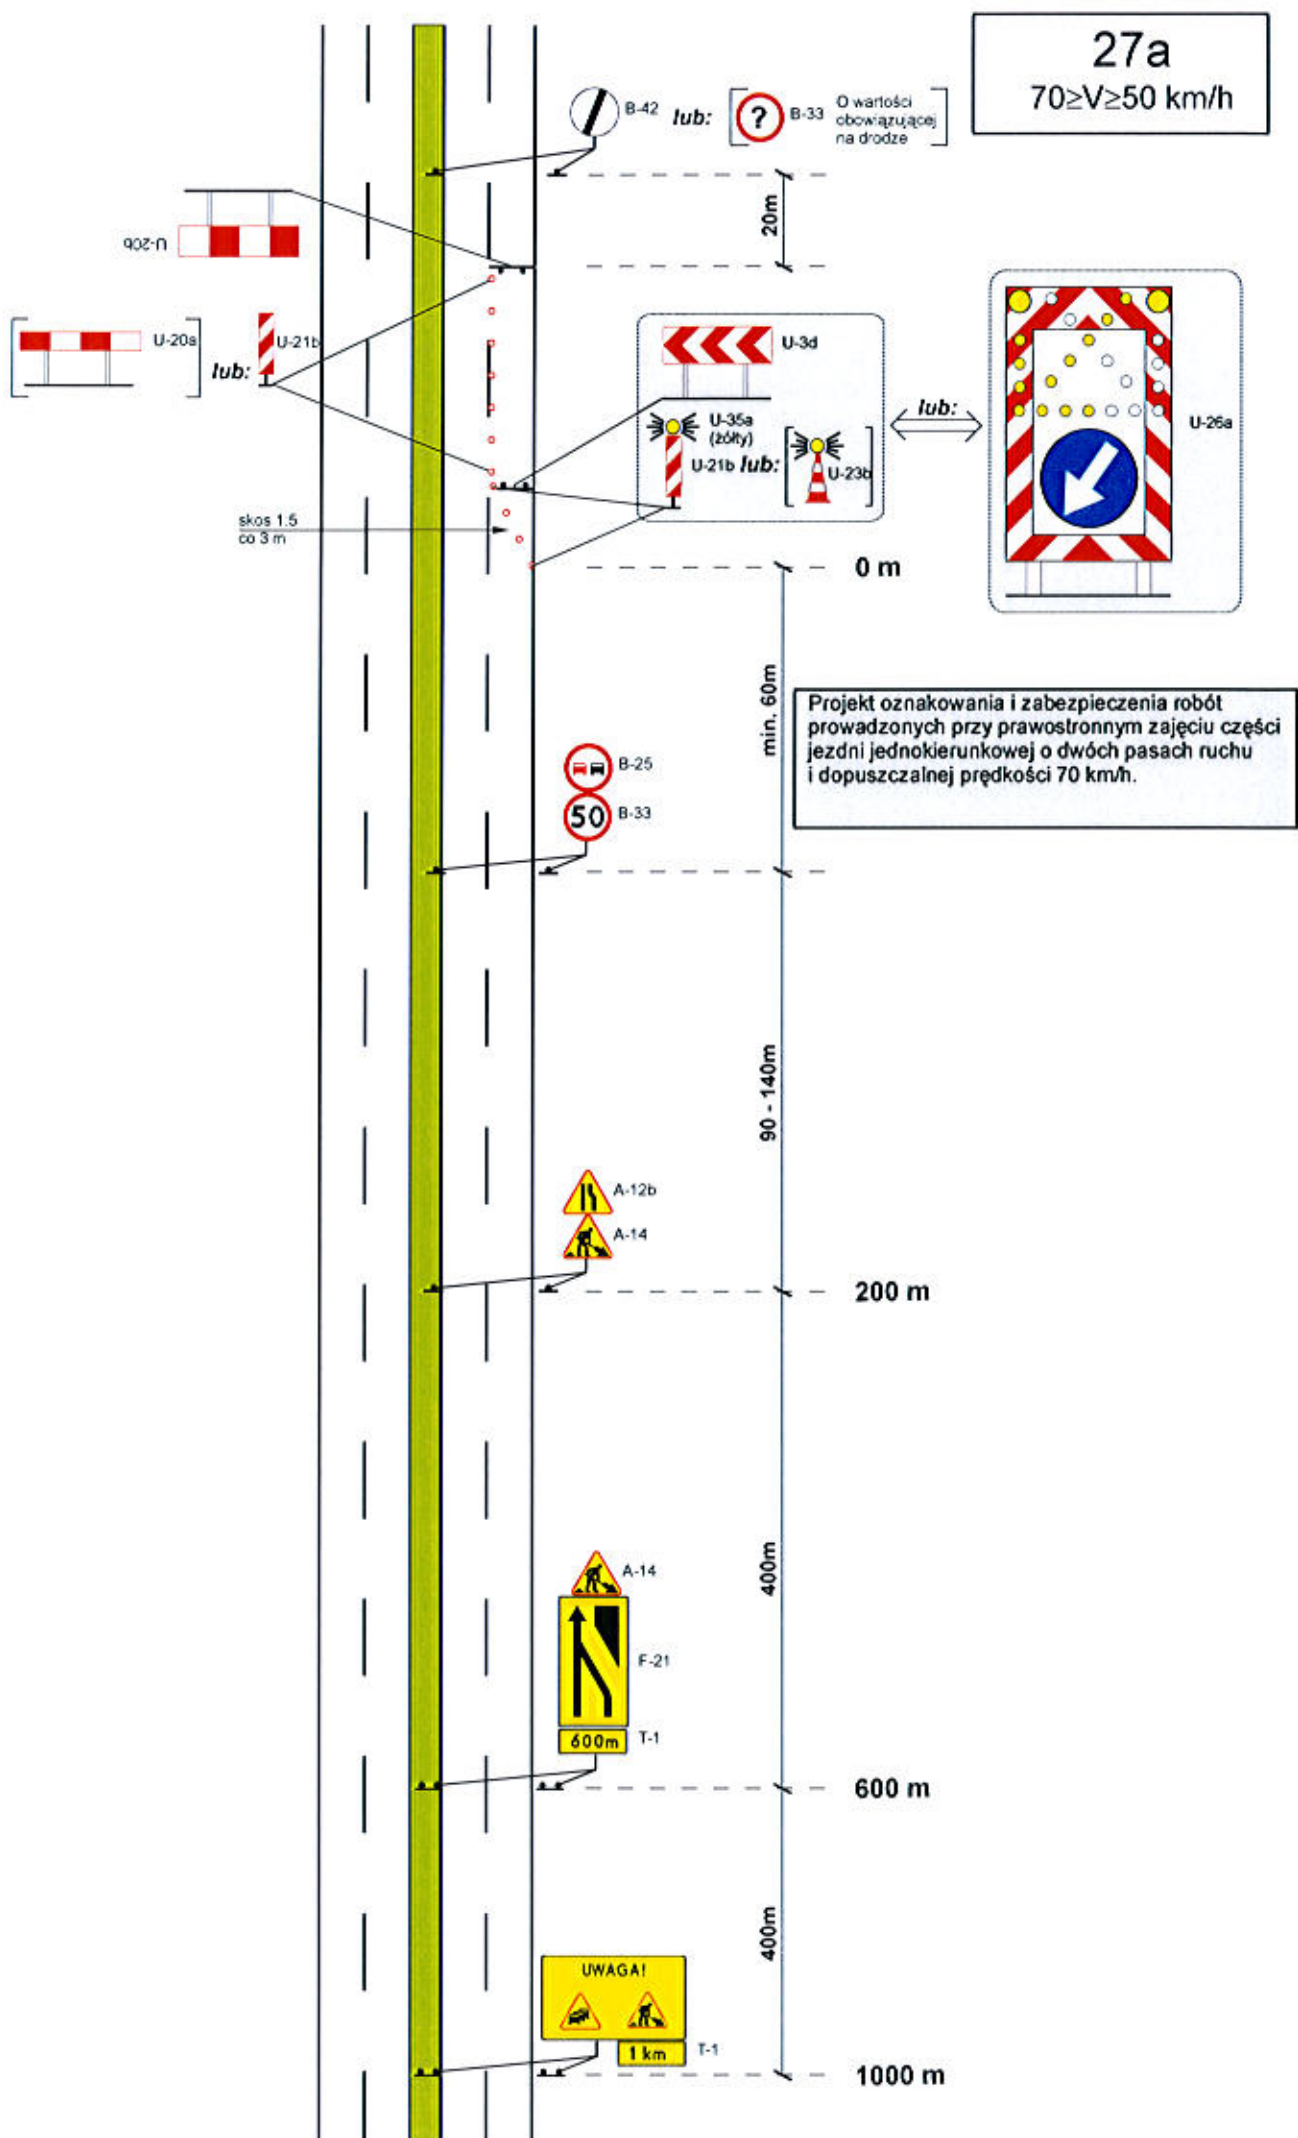 27a
70≥V≥50 km/h
B-42
lub:
?
B-33
O wartości
obowiązującej
na drodze
20m
U-20b
U-20a
lub:
U-21b
U-3d
U-35a
(żółty)
U-21b lub:
U-23b
lub:
U-26a
skos 1.5
co 3 m
0 m
min. 60m
Projekt oznakowania i zabezpieczenia robót
prowadzonych przy prawostronnym zajęciu części
jezdni jednokierunkowej o dwóch pasach ruchu
i dopuszczalnej prędkości 70 km/h.
B-25
50
B-33
90 - 140m
A-12b
A-14
200 m
400m
A-14
F-21
600m
T-1
600 m
400m
UWAGA!
1 km
T-1
1000 m